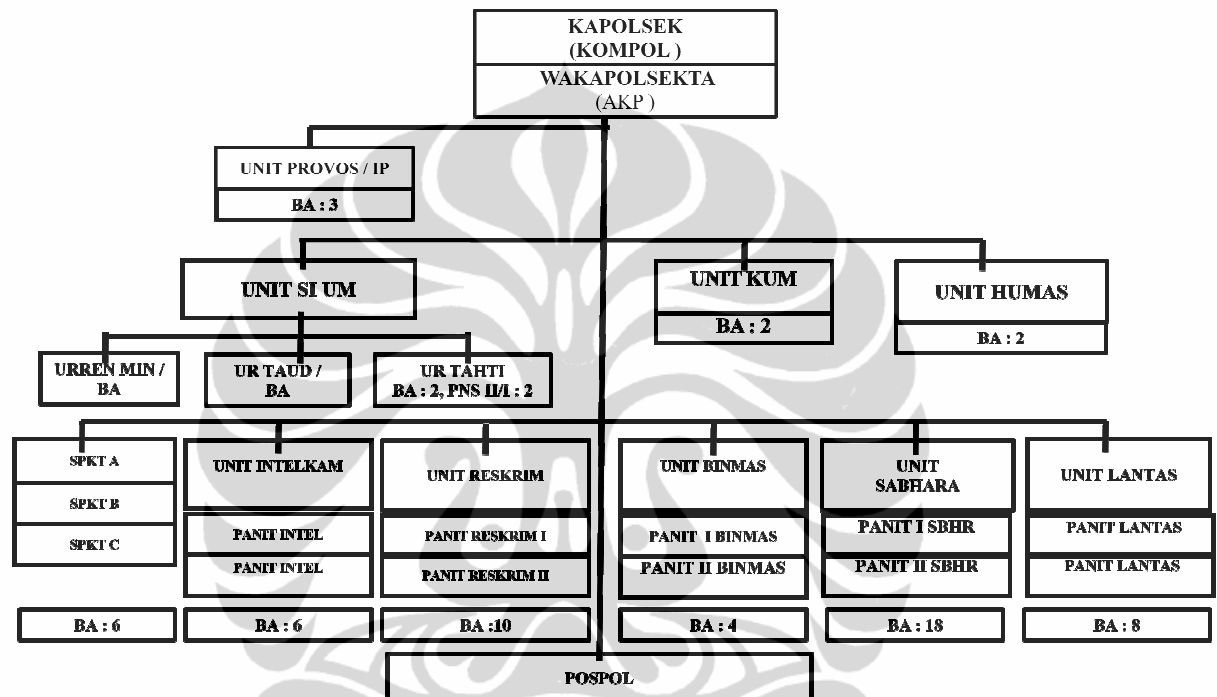 KAPOLSEK
(KOMPOL )
WAKAPOLSEKTA
(AKP )
UNIT PROVOS / IP
BA : 3
UNIT SI UM
UNIT KUM
BA : 2
UNIT HUMAS
BA : 2
URREN MIN /
BA
UR TAUD /
BA
UR TAHTI
BA : 2, PNS II/I : 2
SPKT A
SPKT B
SPKT C
BA : 6
UNIT INTELKAM
PANIT INTEL
PANIT INTEL
BA : 6
UNIT RESKRIM
PANIT RESKRIM I
PANIT RESKRIM II
BA :10
UNIT BINMAS
PANIT I BINMAS
PANIT II BINMAS
BA : 4
UNIT
SABHARA
PANIT I SBHR
PANIT II SBHR
BA : 18
UNIT LANTAS
PANIT LANTAS
PANIT LANTAS
BA : 8
POSPOL